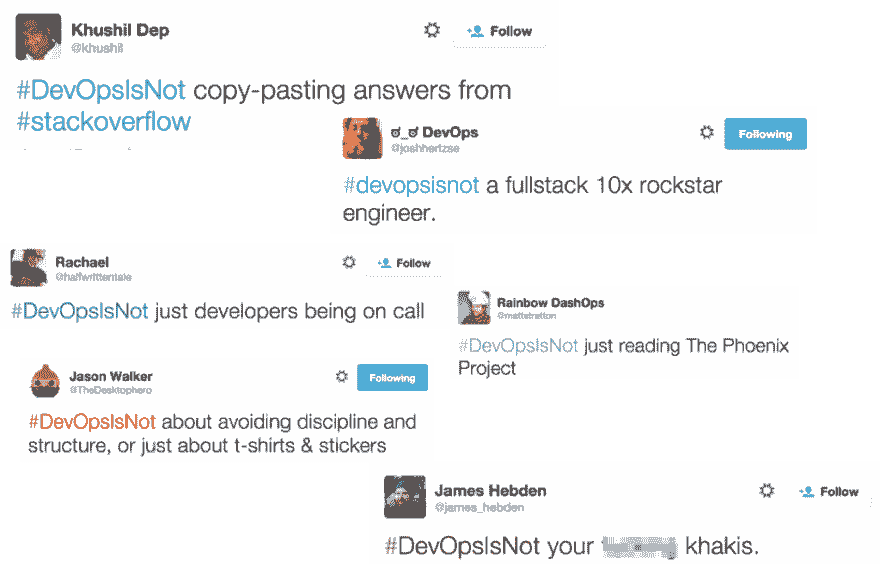 Khushil Dep
@khushil
Follow
#DevOpsIsNot copy-pasting answers from
#stackoverflow
ಠ_ಠ DevOps
@joshhertzse
Following
#devopsisnot a fullstack 10x rockstar
engineer.
Rachael
@halfwrittentale
Follow
#DevOpsIsNot just developers being on call
Rainbow DashOps
@mattstratton
#DevOpsIsNot just reading The Phoenix
Project
Jason Walker
@TheDesktophero
Following
#DevOpsIsNot about avoiding discipline and
structure, or just about t-shirts & stickers
James Hebden
@james_hebden
Follow
#DevOpsIsNot your khakis.